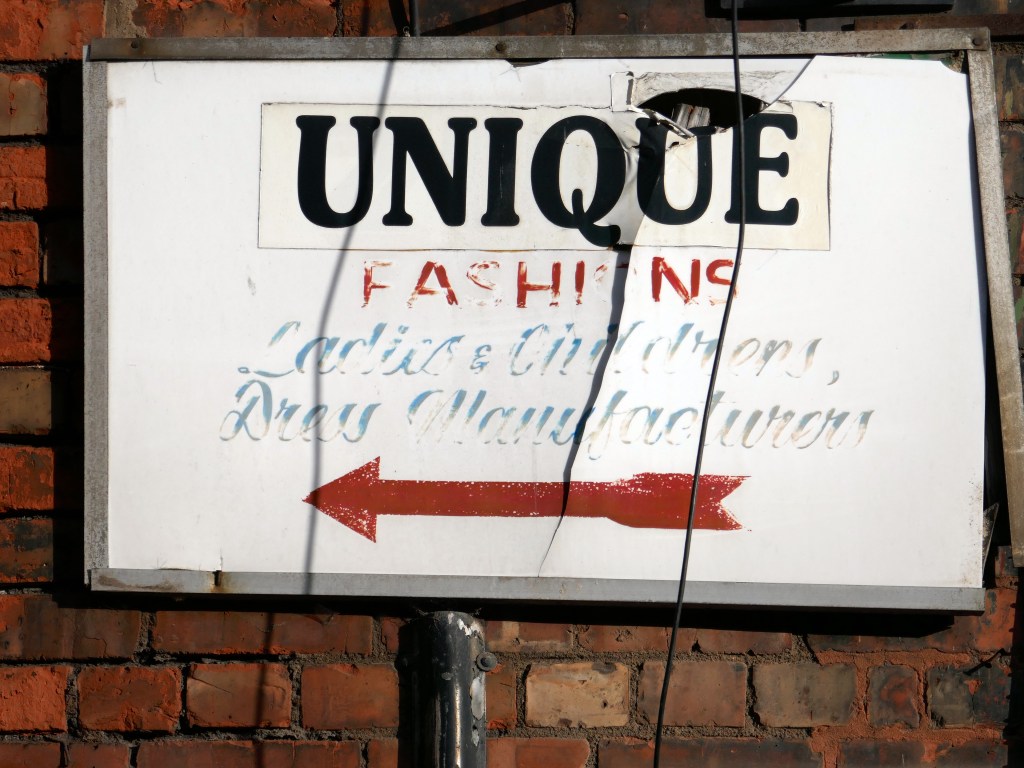 UNIQUE
FASHIONS
Ladies & Childrens,
Dress Manufacturers